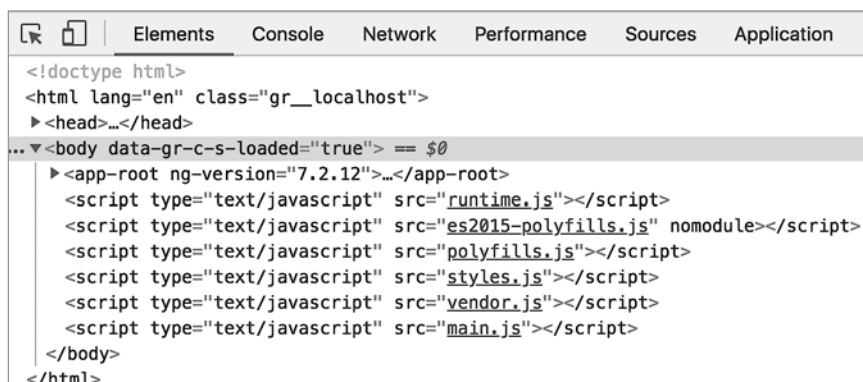 Elements Console Network Performance Sources Application
<!doctype html>
<html lang="en" class="gr__localhost">
▶<head>…</head>
…▼<body data-gr-c-s-loaded="true"> == $0
▶<app-root ng-version="7.2.12">…</app-root>
<script type="text/javascript" src="runtime.js"></script>
<script type="text/javascript" src="es2015-polyfills.js" nomodule></script>
<script type="text/javascript" src="polyfills.js"></script>
<script type="text/javascript" src="styles.js"></script>
<script type="text/javascript" src="vendor.js"></script>
<script type="text/javascript" src="main.js"></script>
</body>
</html>